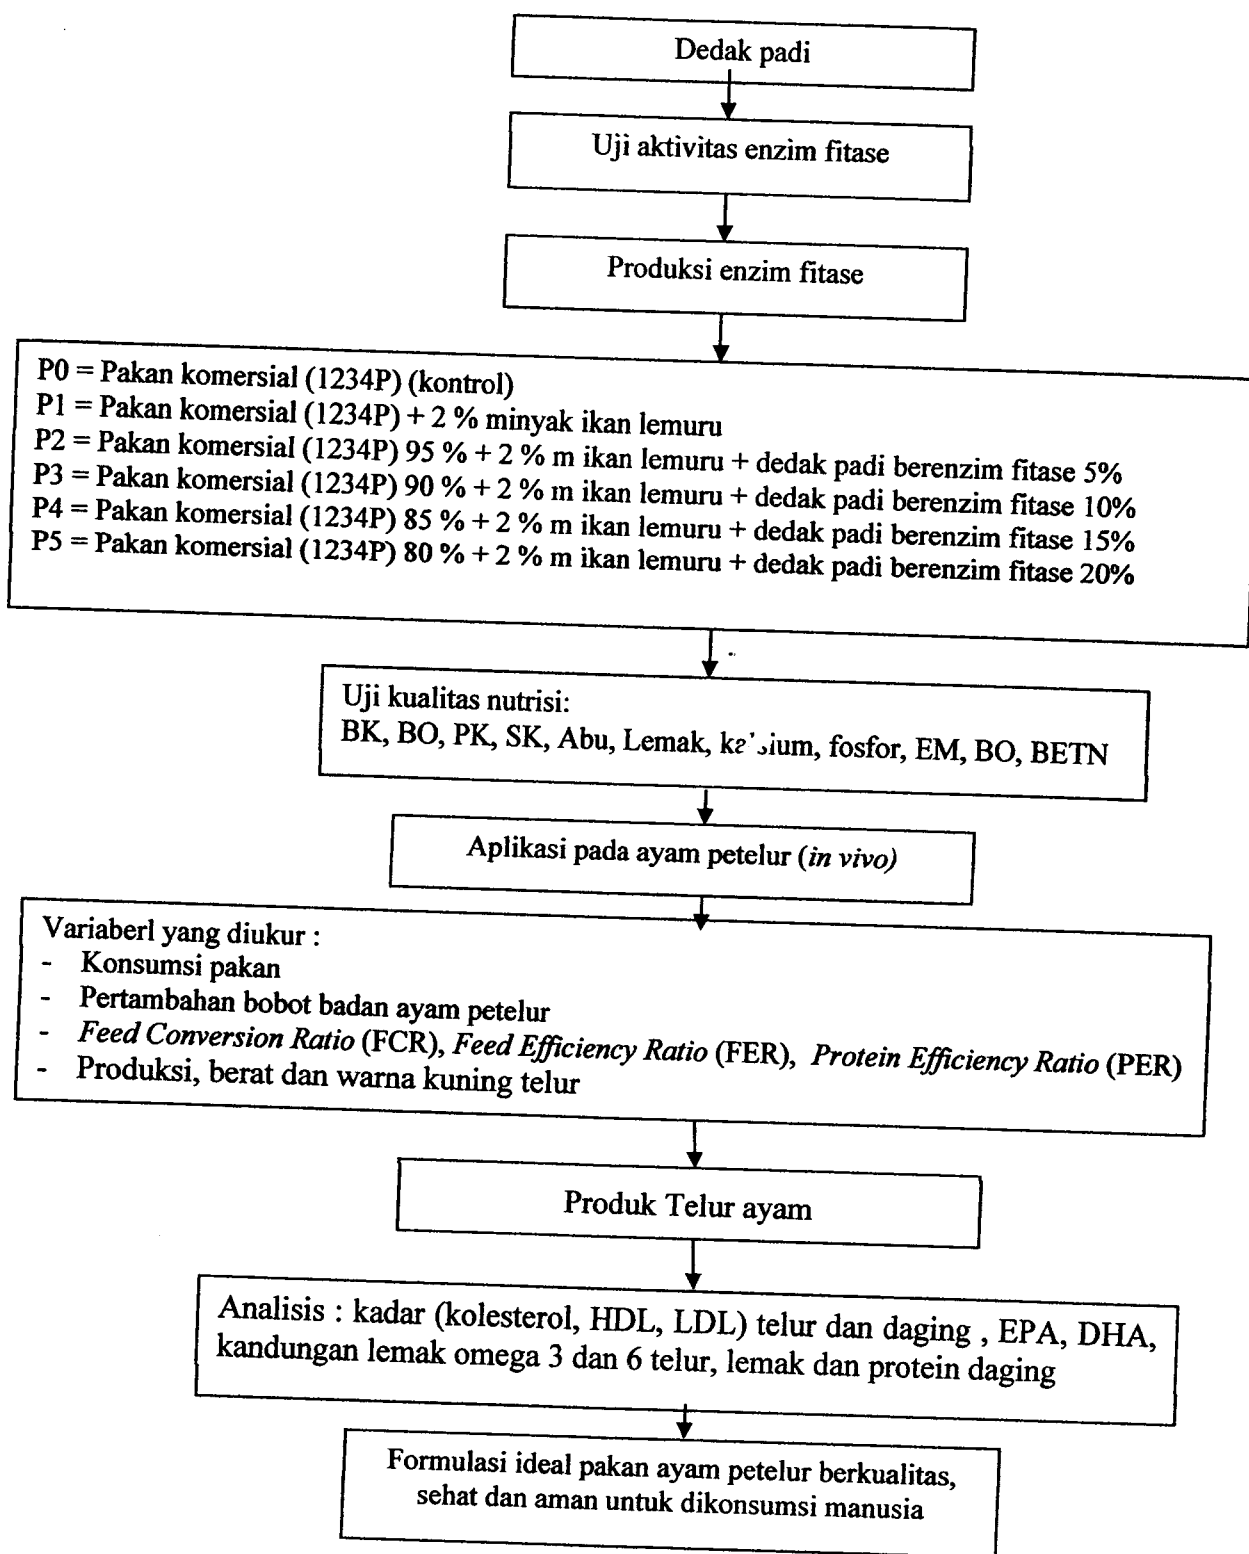 Dedak padi
Uji aktivitas enzim fitase
Produksi enzim fitase
P0 = Pakan komersial (1234P) (kontrol)
P1 = Pakan komersial (1234P) + 2 % minyak ikan lemuru
P2 = Pakan komersial (1234P) 95 % + 2 % m ikan lemuru + dedak padi berenzim fitase 5%
P3 = Pakan komersial (1234P) 90 % + 2 % m ikan lemuru + dedak padi berenzim fitase 10%
P4 = Pakan komersial (1234P) 85 % + 2 % m ikan lemuru + dedak padi berenzim fitase 15%
P5 = Pakan komersial (1234P) 80 % + 2 % m ikan lemuru + dedak padi berenzim fitase 20%
Uji kualitas nutrisi:
BK, BO, PK, SK, Abu, Lemak, fosfor, EM, BO, BETN
Aplikasi pada ayam petelur (in vivo)
Variaberl yang diukur :
- Konsumsi pakan
- Pertambahan bobot badan ayam petelur
- Feed Conversion Ratio (FCR), Feed Efficiency Ratio (FER), Protein Efficiency Ratio (PER)
- Produksi, berat dan warna kuning telur
Produk Telur ayam
Analisis : kadar (kolesterol, HDL, LDL) telur dan daging , EPA, DHA,
kandungan lemak omega 3 dan 6 telur, lemak dan protein daging
Formulasi ideal pakan ayam petelur berkualitas,
sehat dan aman untuk dikonsumsi manusia